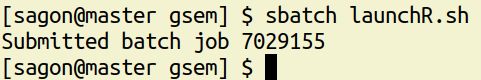 [sagon@master gsem] $ sbatch launchR.sh
Submitted batch job 7029155
[sagon@master gsem] $